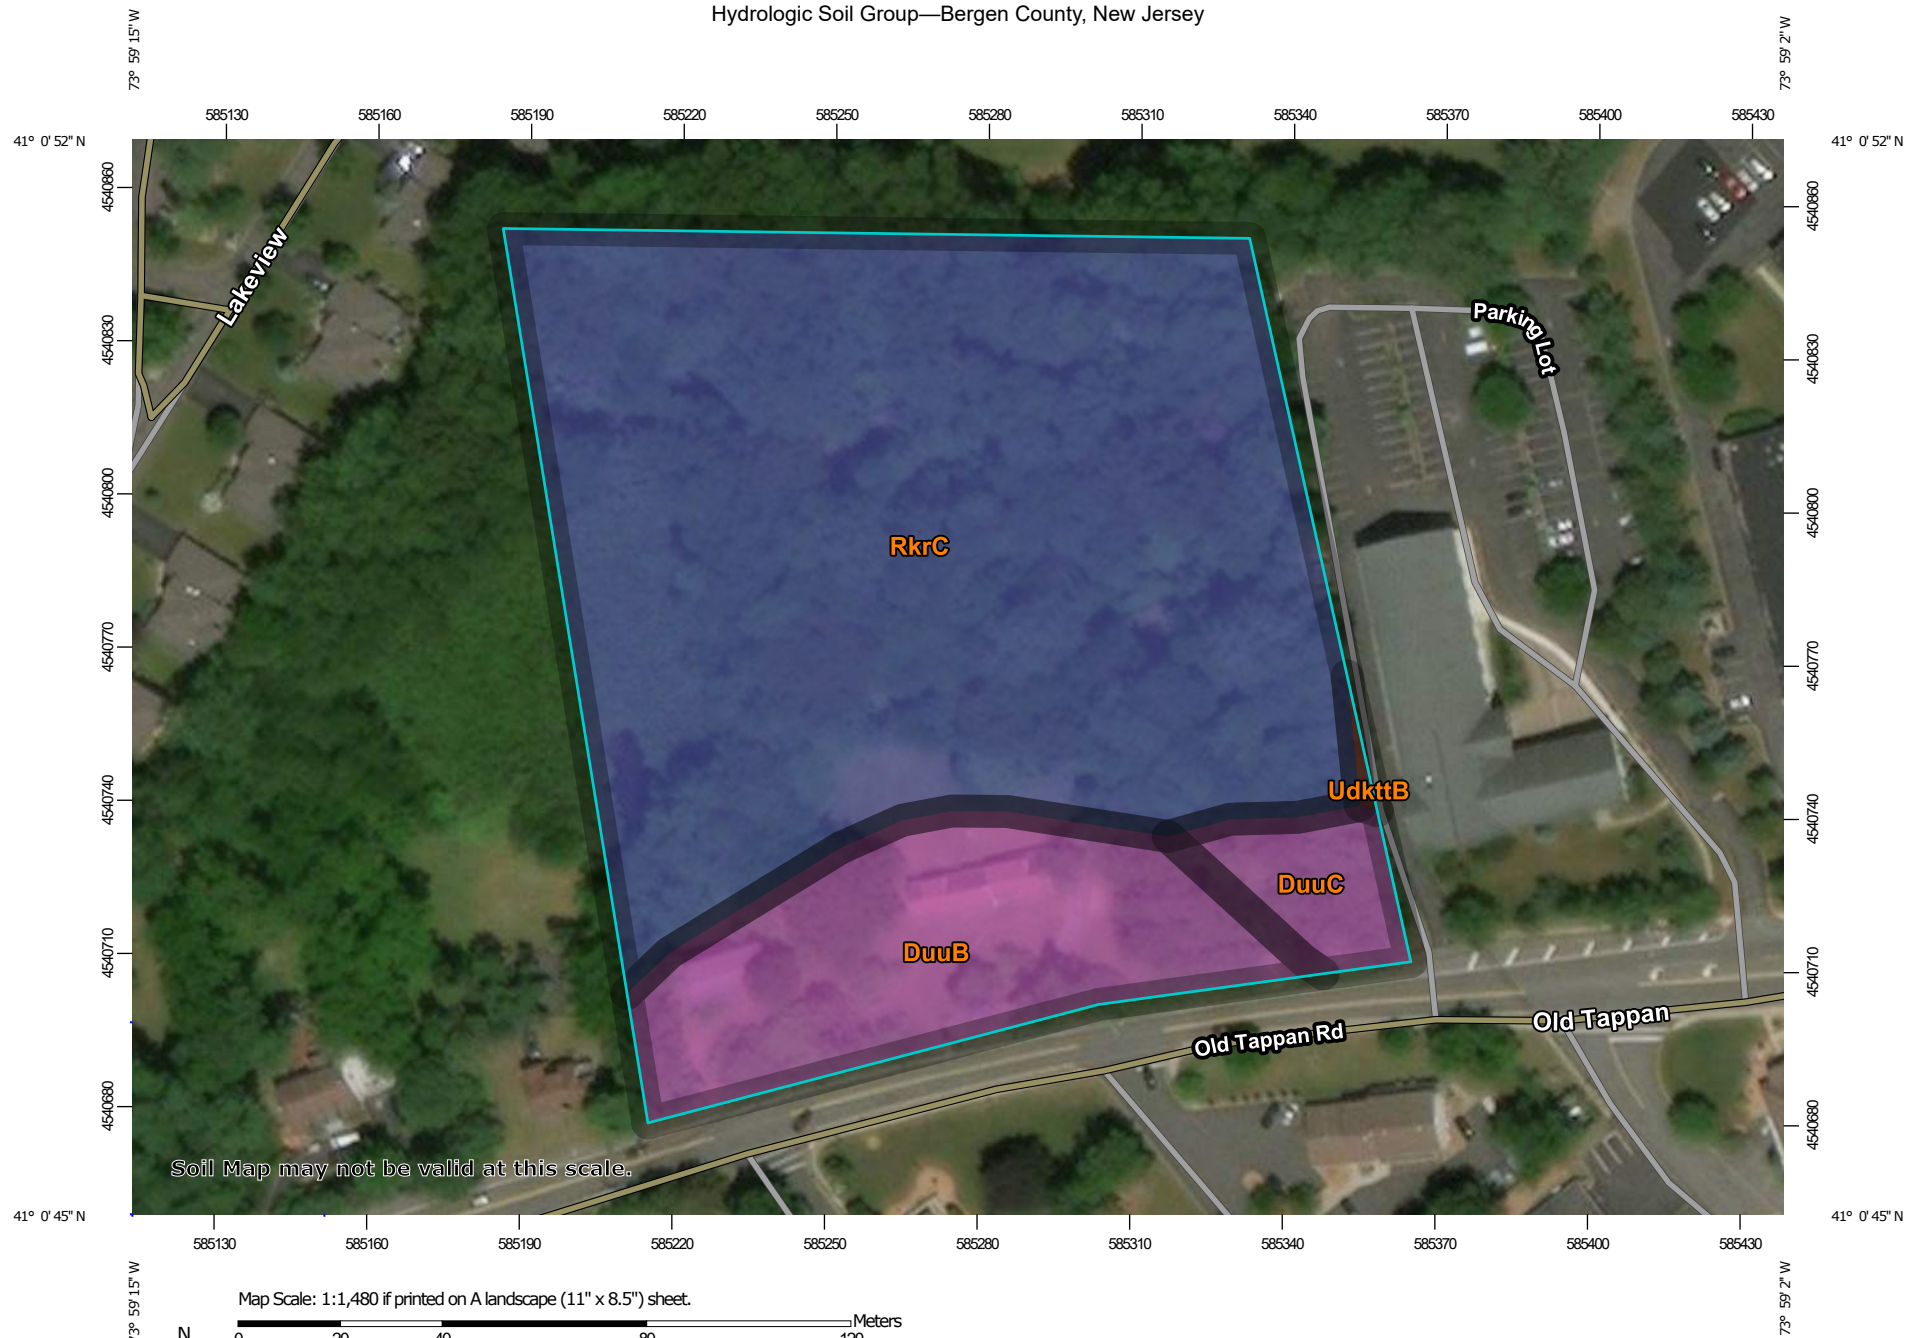 Hydrologic Soil Group—Bergen County, New Jersey
73° 59' 15'' W
73° 59' 2'' W
585130 585160 585190 585220 585250 585280 585310 585340 585370 585400 585430
41° 0' 52'' N
41° 0' 52'' N
4540860
4540860
Lakeview
Parking Lot
4540830
4540830
4540800
4540800
RkrC
4540770
4540770
UdkttB
4540740
4540740
DuuC
DuuB
4540710
4540710
Old Tappan
Old Tappan Rd
4540680
4540680
Soil Map may not be valid at this scale.
41° 0' 45'' N
41° 0' 45'' N
585130 585160 585190 585220 585250 585280 585310 585340 585370 585400 585430
73° 59' 15'' W
73° 59' 2'' W
Map Scale: 1:1,480 if printed on A landscape (11" x 8.5") sheet.
Meters
N
0 20 40 80 120